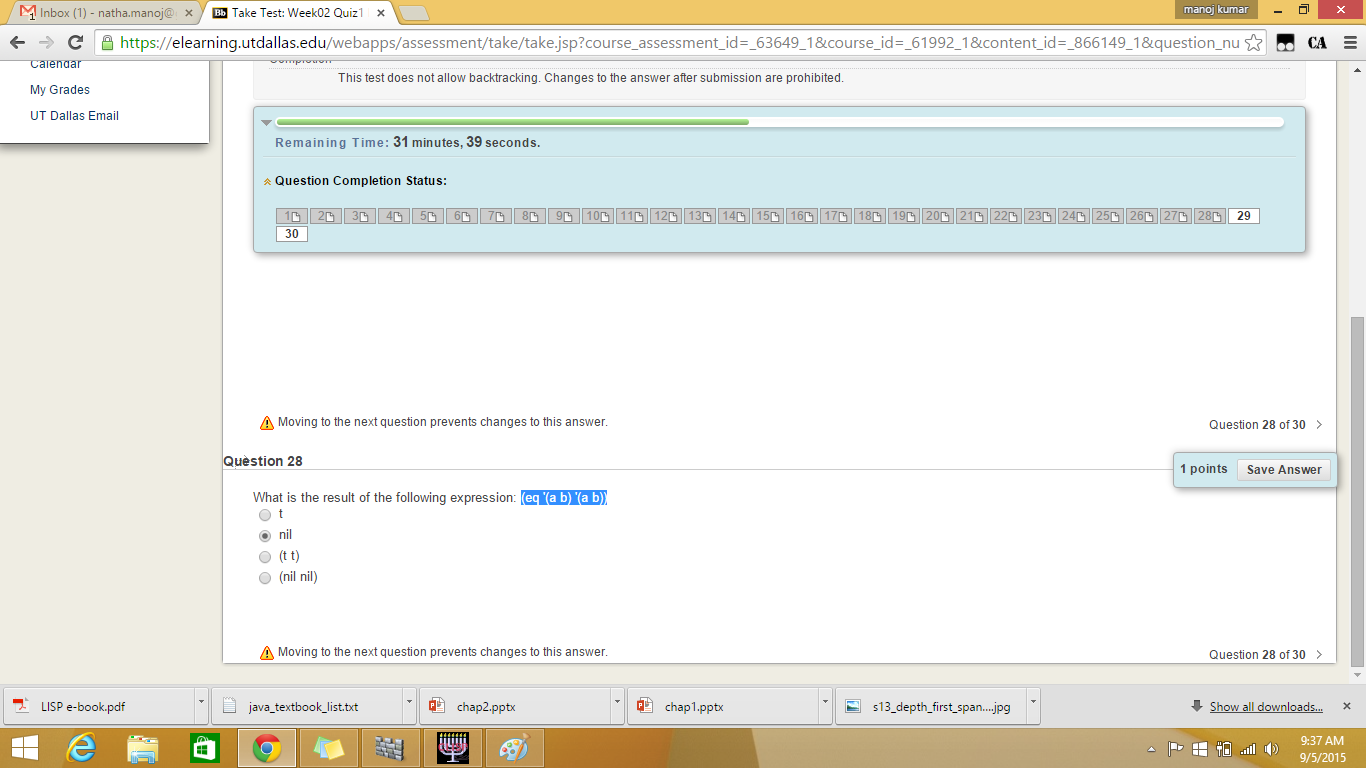 Inbox (1) - natha.manoj@
Bb Take Test: Week02 Quiz1
manoj kumar
https://elearning.utdallas.edu/webapps/assessment/take/take.jsp?course_assessment_id=_63649_1&course_id=_61992_1&content_id=_866149_1&question_nu
CA
Calendar
My Grades
UT Dallas Email
Completion
This test does not allow backtracking. Changes to the answer after submission are prohibited.
Remaining Time: 31 minutes, 39 seconds.
Question Completion Status:
1 2 3 4 5 6 7 8 9 10 11 12 13 14 15 16 17 18 19 20 21 22 23 24 25 26 27 28 29
30
Moving to the next question prevents changes to this answer.
Question 28 of 30
Question 28
1 points Save Answer
What is the result of the following expression: (eq '(a b) '(a b))
t
nil
(t t)
(nil nil)
Moving to the next question prevents changes to this answer.
Question 28 of 30
LISP e-book.pdf
java_textbook_list.txt
chap2.pptx
chap1.pptx
s13_depth_first_span....jpg
Show all downloads...
9:37 AM
9/5/2015